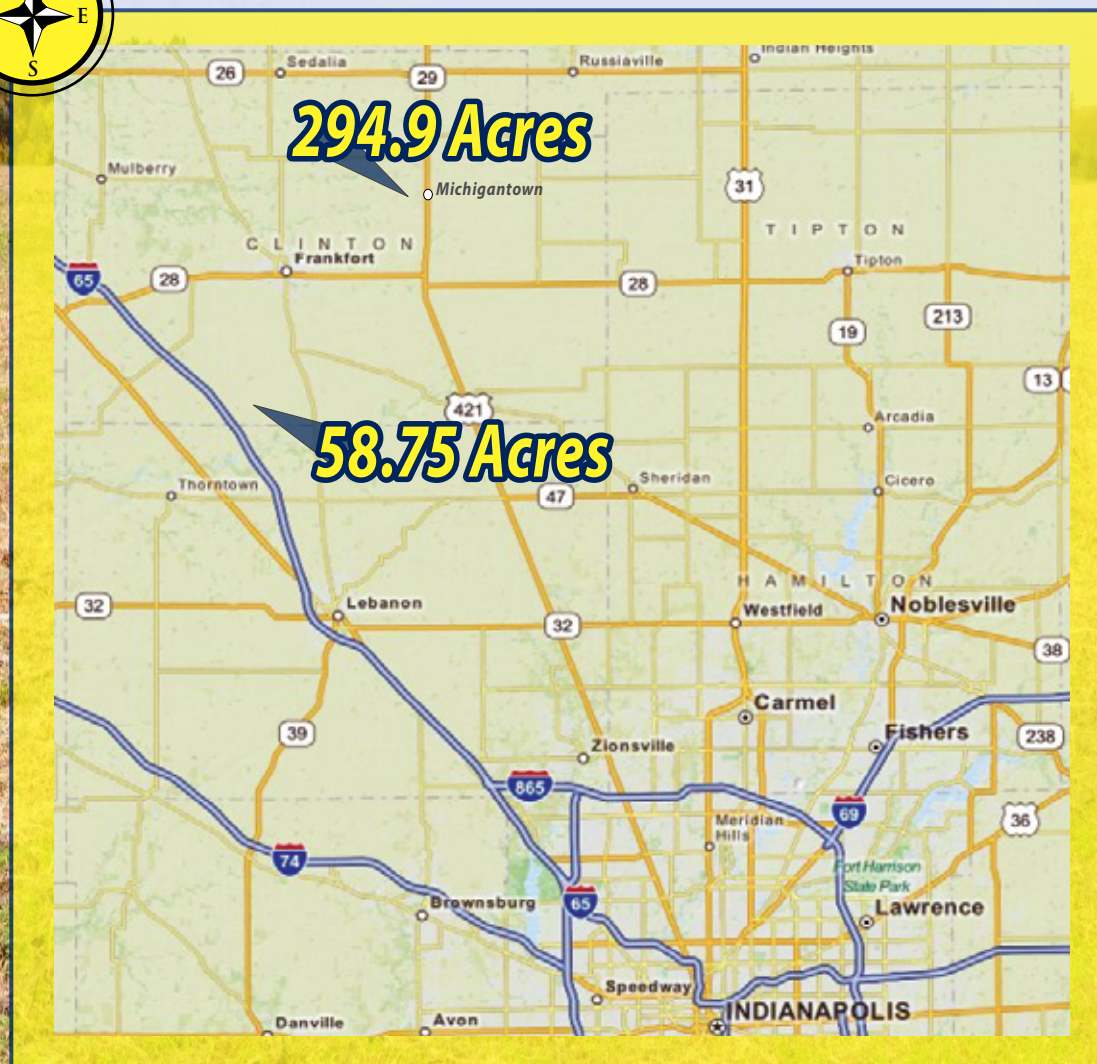 E
S
Indian Heights
26
Sedalia
29
Russiaville
294.9 Acres
Mulberry
Michigantown
31
CLINTON
TIPTON
Frankfort
Tipton
65
28
28
213
19
13
421
Arcadia
58.75 Acres
Thorntown
47
Sheridan
Cicero
HAMILTON
32
Lebanon
32
Westfield
Noblesville
38
Carmel
39
Zionsville
Fishers
238
865
69
Meridian
Hills
36
74
Fort Harrison
State Park
Brownsburg
65
Lawrence
Speedway
INDIANAPOLIS
Danville
Avon